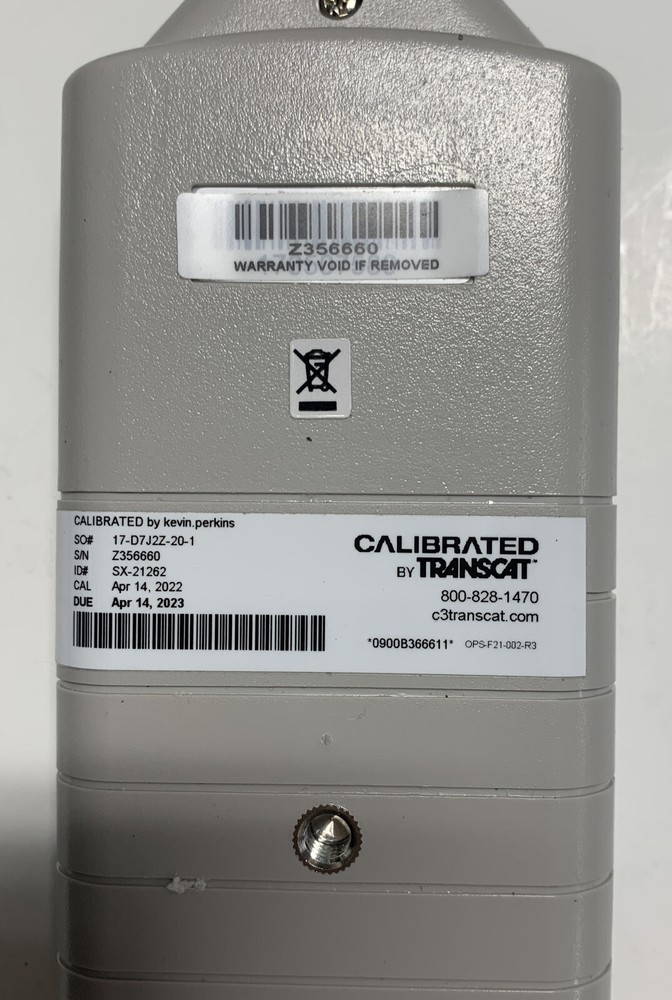 Z356660
WARRANTY VOID IF REMOVED
CALIBRATED by kevin.perkins
SO# 17-D7J2Z-20-1
S/N Z356660
ID# SX-21262
CAL Apr 14, 2022
DUE Apr 14, 2023
CALIBRATED
BY TRANSCAT™
800-828-1470
c3transcat.com
*0900B366611* OPS-F21-002-R3